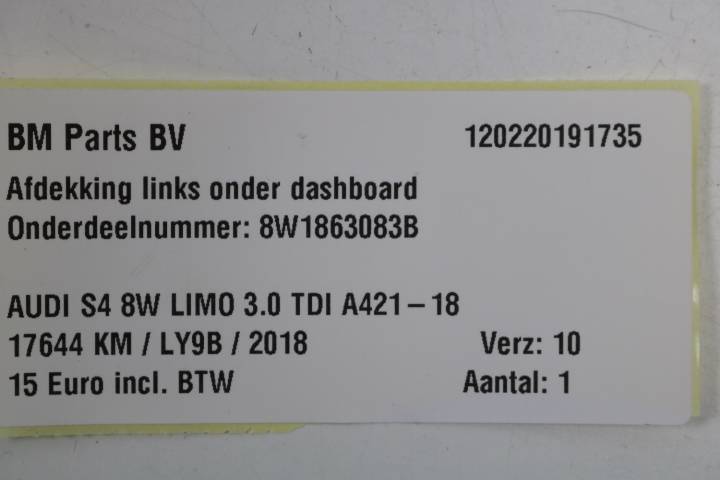 BM Parts BV 120220191735
Afdekking links onder dashboard
Onderdeelnummer: 8W1863083B
AUDI S4 8W LIMO 3.0 TDI A421-18
17644 KM / LY9B / 2018 Verz: 10
15 Euro incl. BTW Aantal: 1